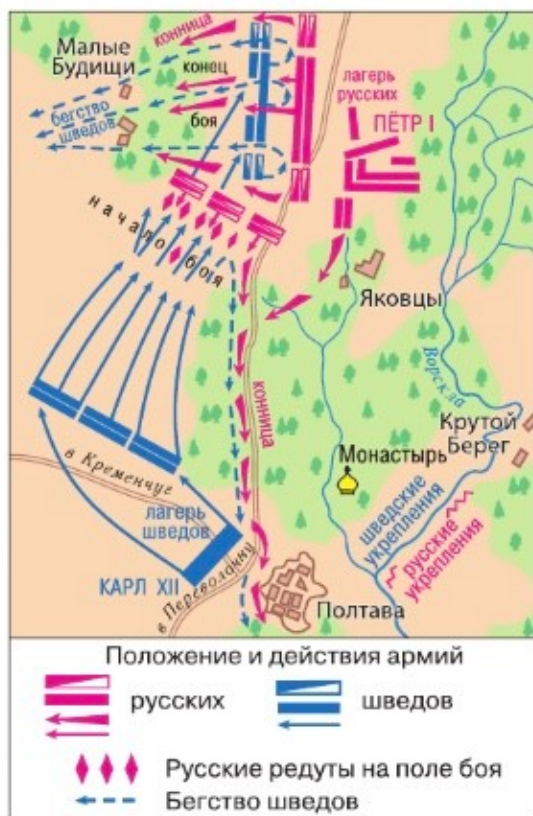 Малые
Будищи
конница
конец
боя
бегство
шведов
лагерь
русских
ПЁТР I
начало боя
Яковцы
Ворскла
Крутой
Берег
конница
Монастырь
в Кременчуг
лагерь
шведов
КАРЛ XII
в Переволочну
шведские
укрепления
русские
укрепления
Полтава
Положение и действия армий
русских
шведов
Русские редуты на поле боя
Бегство шведов